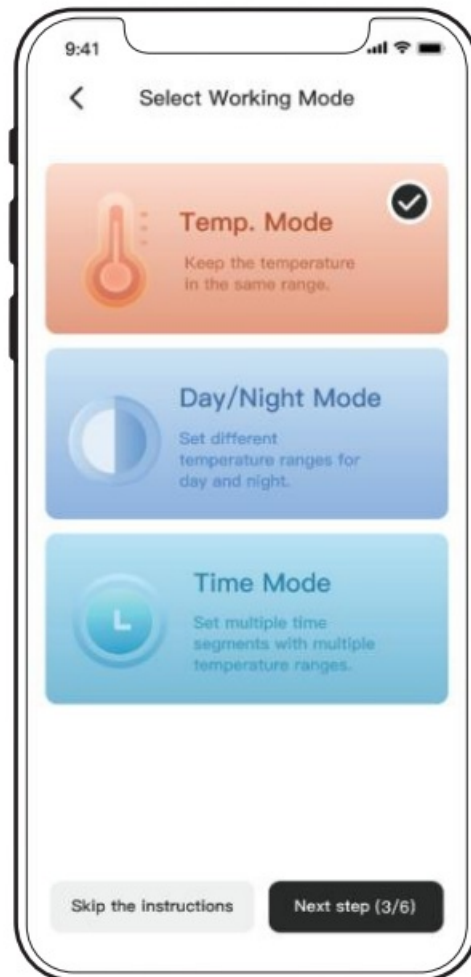 9:41
Select Working Mode
Temp. Mode
Keep the temperature
in the same range.
Day/Night Mode
Set different
temperature ranges for
day and night.
Time Mode
Set multiple time
segments with multiple
temperature ranges.
Skip the instructions
Next step (3/6)